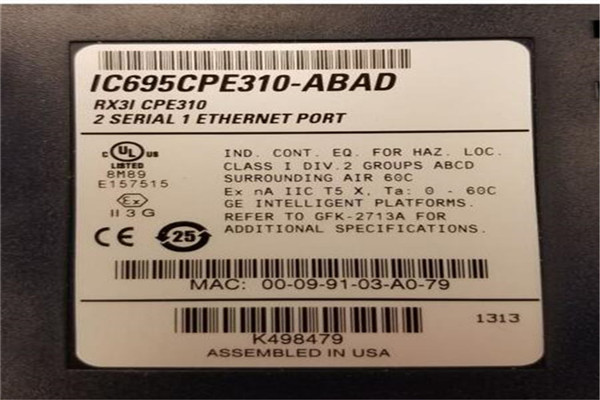 IC695CPE310-ABAD
RX3I CPE310
2 SERIAL 1 ETHERNET PORT
C UL US
LISTED
8M89
E157515
Ex
II 3 G
CE 25
IND. CONT. EQ. FOR HAZ. LOC.
CLASS I DIV.2 GROUPS ABCD
SURROUNDING AIR 60C
Ex nA IIC T5 X, Ta: 0 - 60C
GE INTELLIGENT PLATFORMS.
REFER TO GFK-2713A FOR
ADDITIONAL SPECIFICATIONS.
MAC: 00-09-91-03-A0-79
K498479
1313
ASSEMBLED IN USA